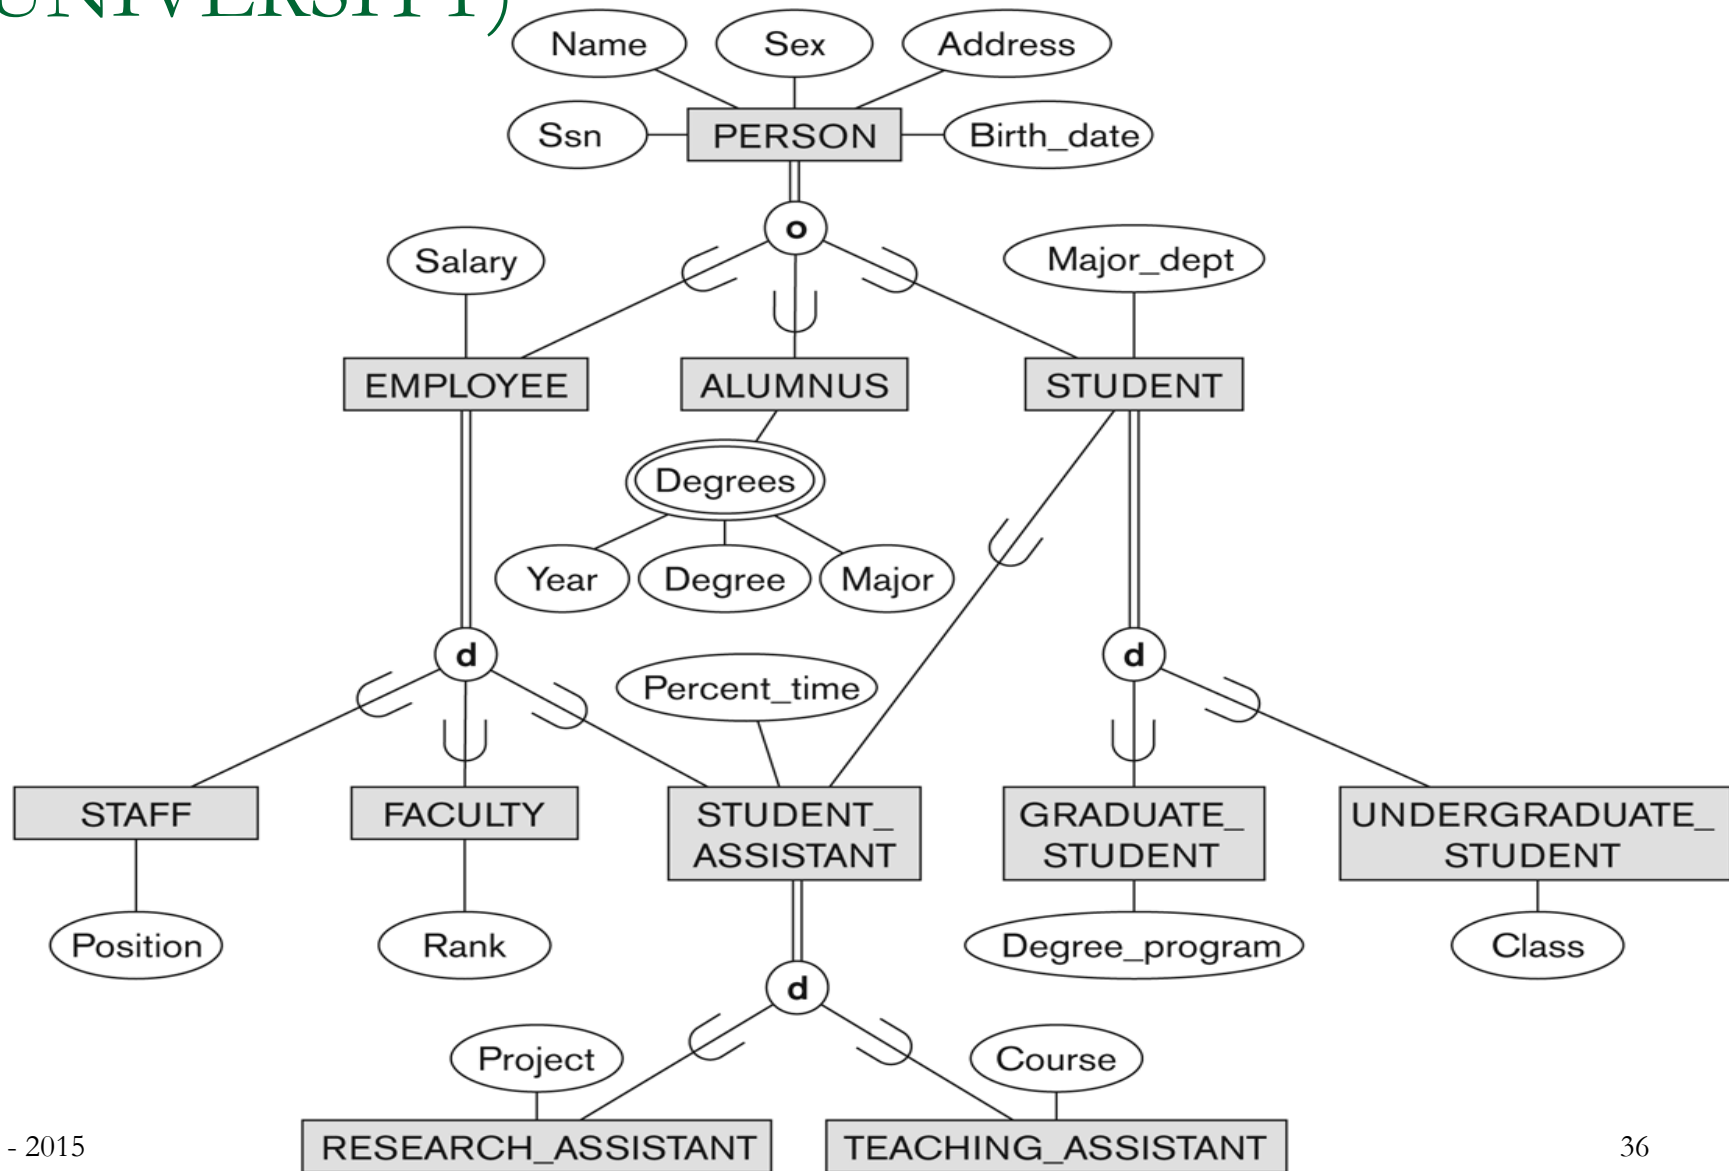 UNIVERSITY)
Name
Sex
Address
Ssn
PERSON
Birth_date
o
Salary
Major_dept
EMPLOYEE
ALUMNUS
STUDENT
Degrees
Year
Degree
Major
d
d
Percent_time
STAFF
FACULTY
STUDENT_
ASSISTANT
GRADUATE_
STUDENT
UNDERGRADUATE_
STUDENT
Position
Rank
Degree_program
Class
d
Project
Course
RESEARCH_ASSISTANT
TEACHING_ASSISTANT
- 2015
36